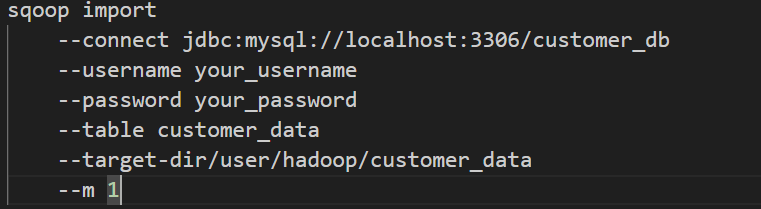 sqoop import
--connect jdbc:mysql://localhost:3306/customer_db
--username your_username
--password your_password
--table customer_data
--target-dir/user/hadoop/customer_data
--m 1